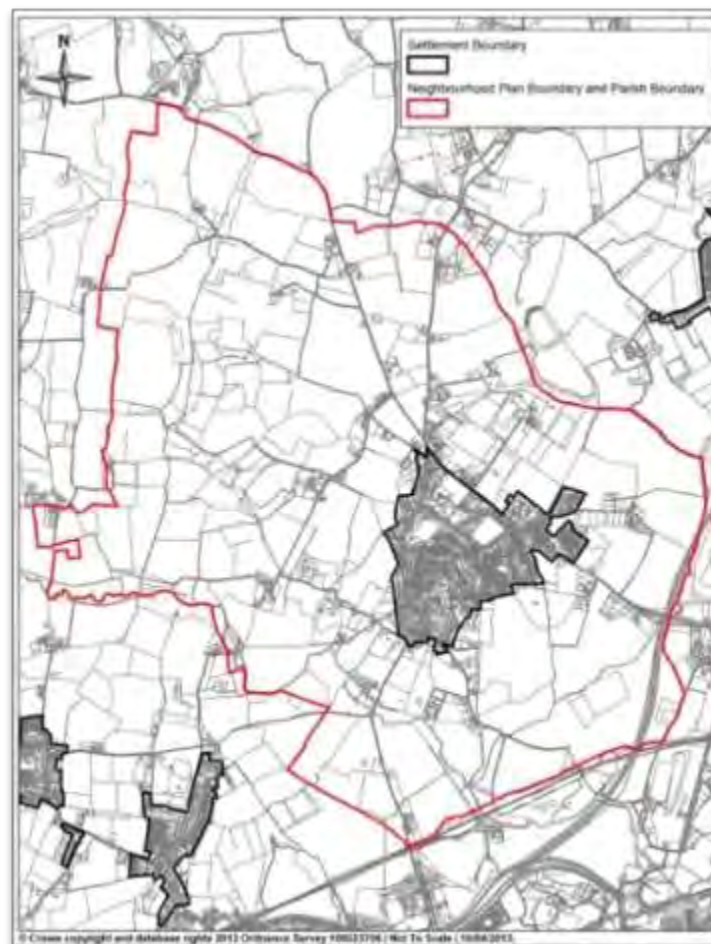 N
Settlement Boundary
Neighbourhood Plan Boundary and Parish Boundary
© Crown copyright and database rights 2013 Ordnance Survey 100023706 | Not To Scale | 10/04/2013.